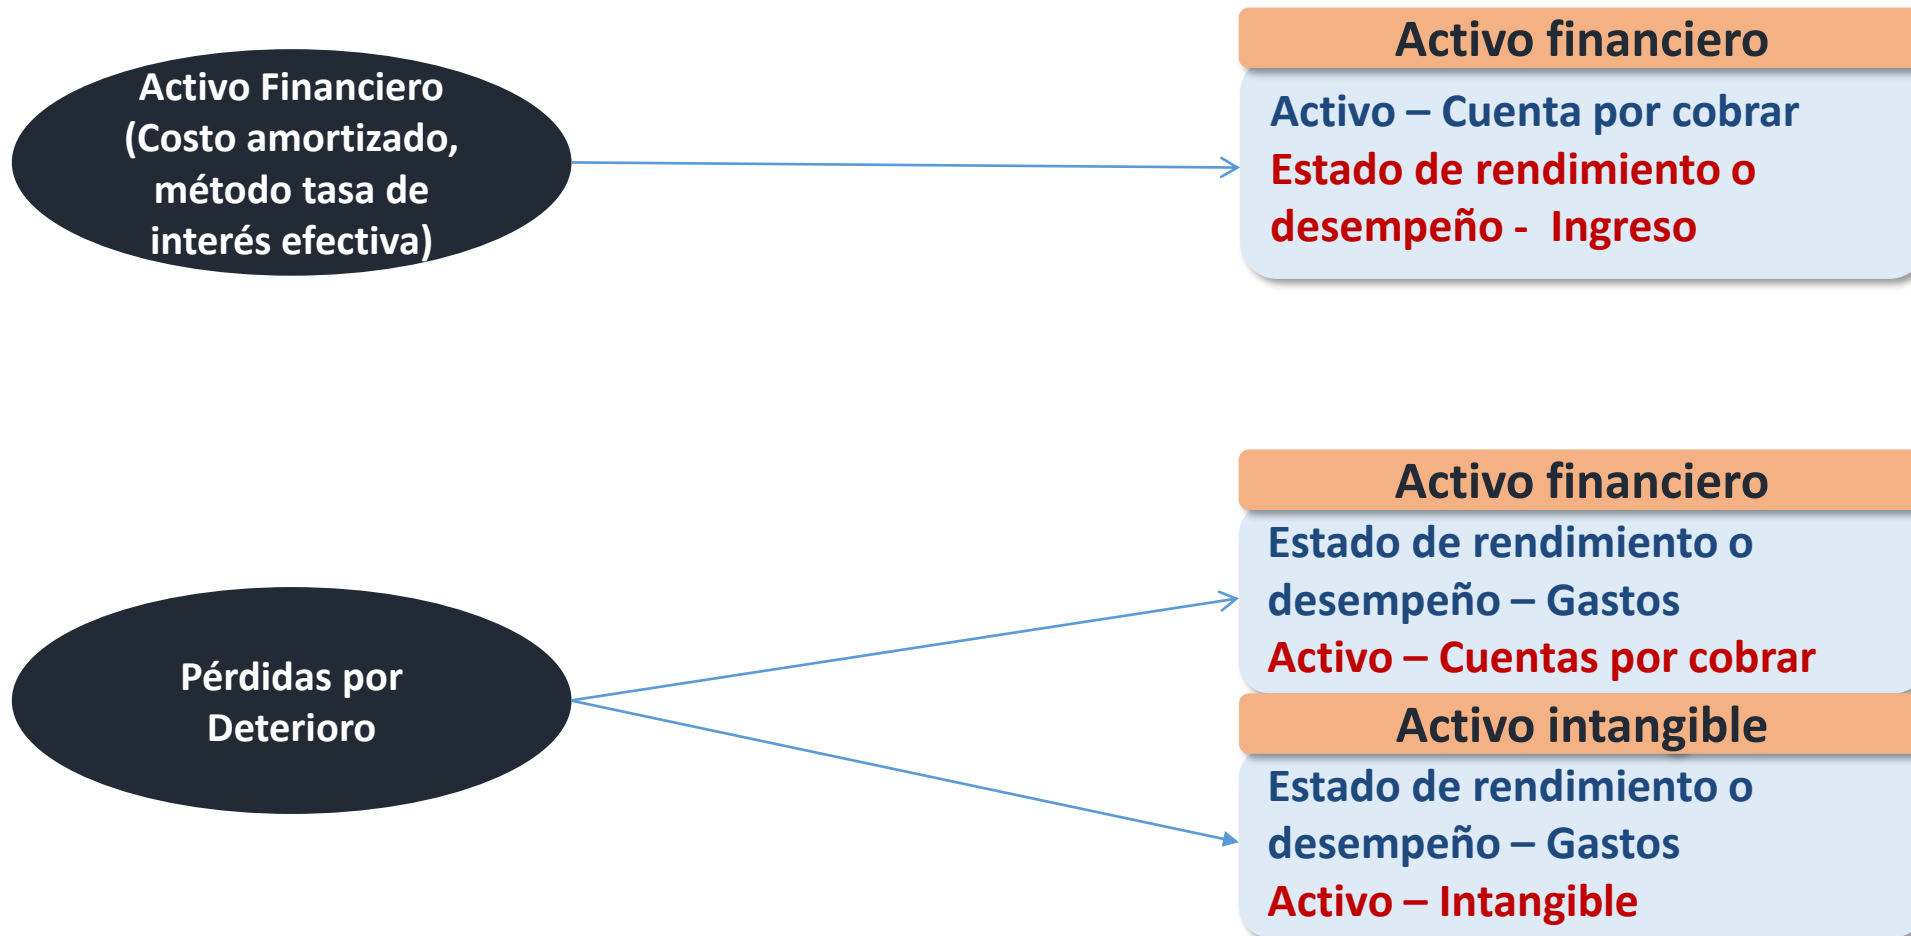 Activo Financiero
(Costo amortizado,
método tasa de
interés efectiva)
Activo financiero
Activo – Cuenta por cobrar
Estado de rendimiento o
desempeño - Ingreso
Pérdidas por
Deterioro
Activo financiero
Estado de rendimiento o
desempeño – Gastos
Activo – Cuentas por cobrar
Activo intangible
Estado de rendimiento o
desempeño – Gastos
Activo – Intangible